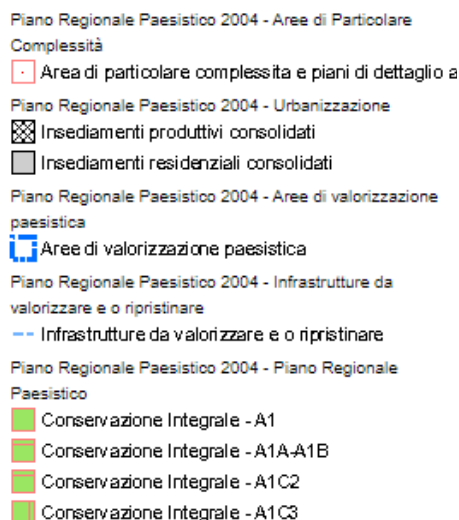 Piano Regionale Paesistico 2004 - Aree di Particolare
Complessità
Area di particolare complessita e piani di dettaglio a
Piano Regionale Paesistico 2004 - Urbanizzazione
Insediamenti produttivi consolidati
Insediamenti residenziali consolidati
Piano Regionale Paesistico 2004 - Aree di valorizzazione
paesistica
Aree di valorizzazione paesistica
Piano Regionale Paesistico 2004 - Infrastrutture da
valorizzare e o ripristinare
Infrastrutture da valorizzare e o ripristinare
Piano Regionale Paesistico 2004 - Piano Regionale
Paesistico
Conservazione Integrale - A1
Conservazione Integrale - A1A-A1B
Conservazione Integrale - A1C2
Conservazione Integrale - A1C3